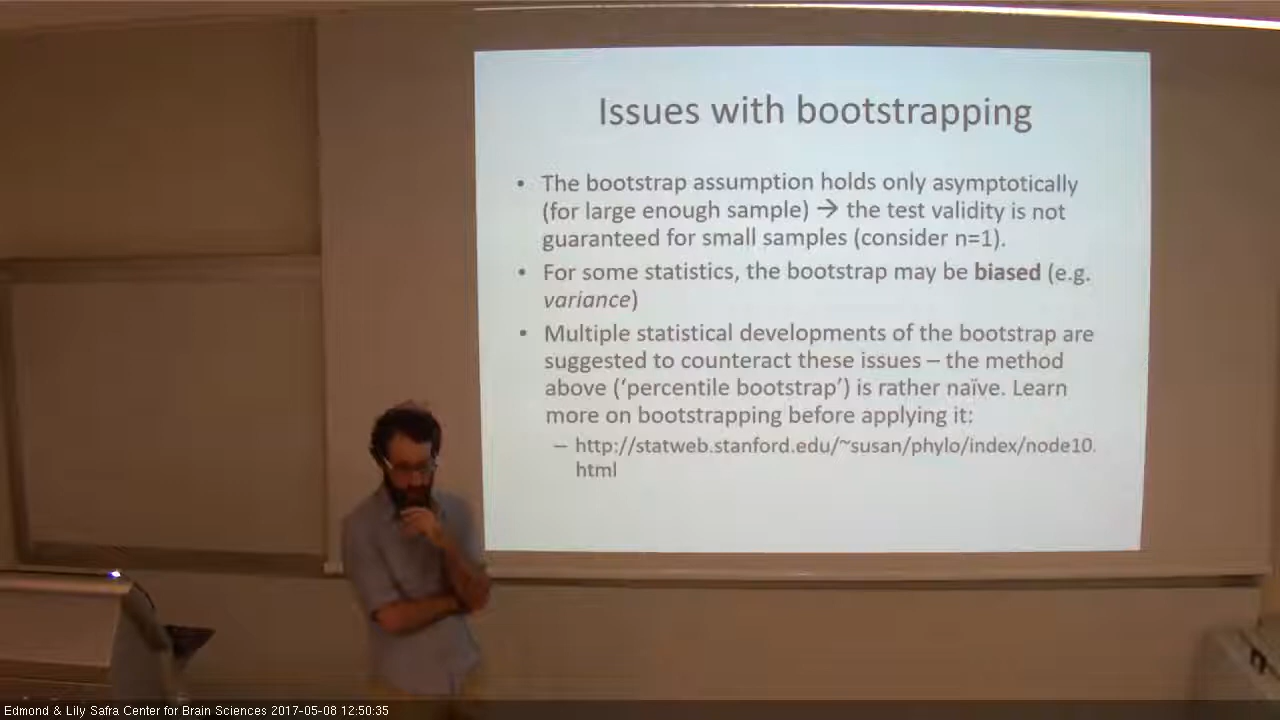 Issues with bootstrapping
• The bootstrap assumption holds only asymptotically
(for large enough sample) → the test validity is not
guaranteed for small samples (consider n=1).
• For some statistics, the bootstrap may be biased (e.g.
variance)
• Multiple statistical developments of the bootstrap are
suggested to counteract these issues – the method
above (‘percentile bootstrap’) is rather naïve. Learn
more on bootstrapping before applying it:
– http://statweb.stanford.edu/~susan/phylo/index/node10.
html
Edmond & Lily Safra Center for Brain Sciences 2017-05-08 12:50:35